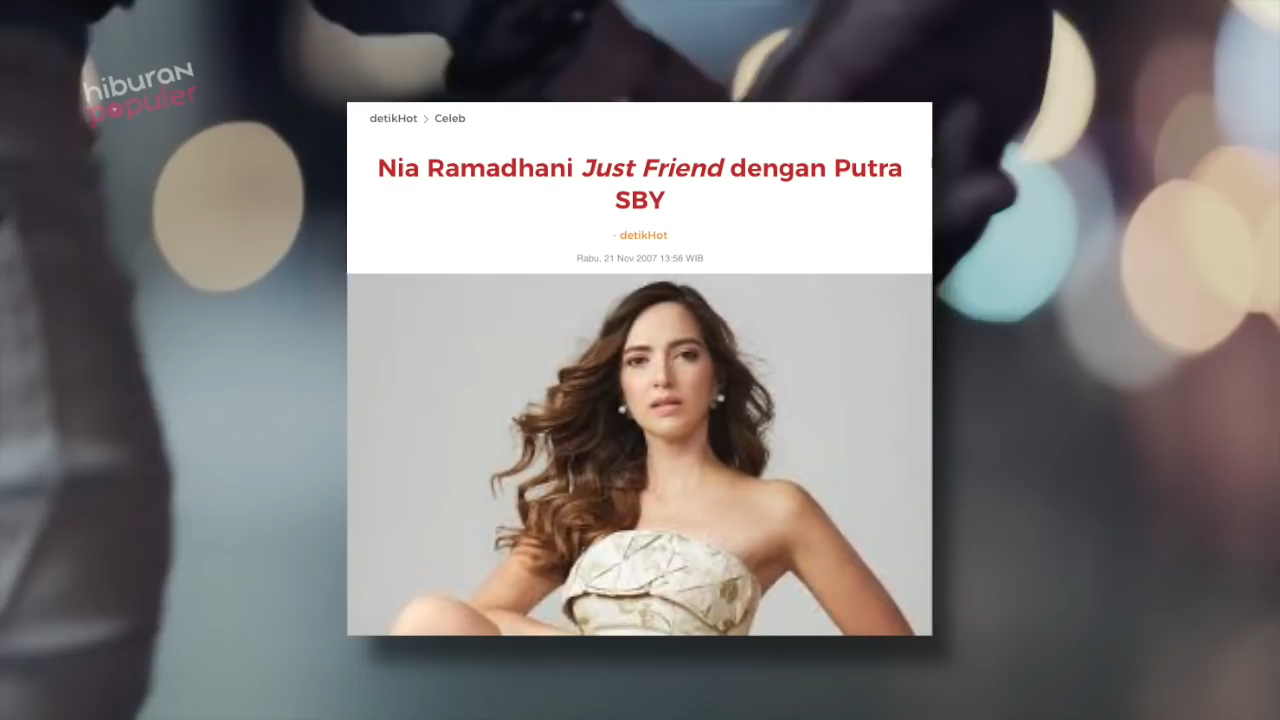 hiburan
populer
detikHot > Celeb
Nia Ramadhani Just Friend dengan Putra
SBY
- detikHot
Rabu, 21 Nov 2007 13:56 WIB